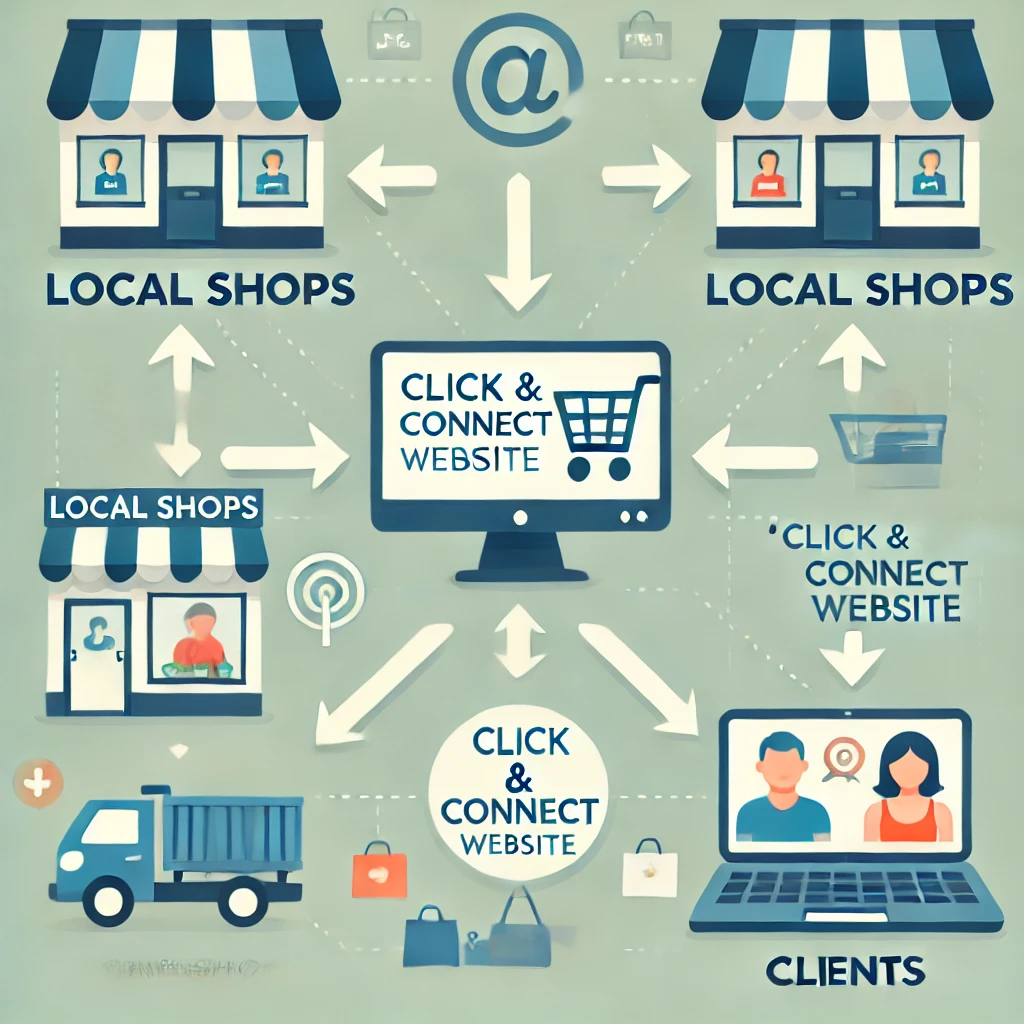 @
LOCAL SHOPS
LOCAL SHOPS
CLICK &
CONNECT
WEBSITE
LOCAL SHOPS
'CLICK &
CONNECT
WEBSITE
CLICK
&
CONNECT
WEBSITE
CLIENTS